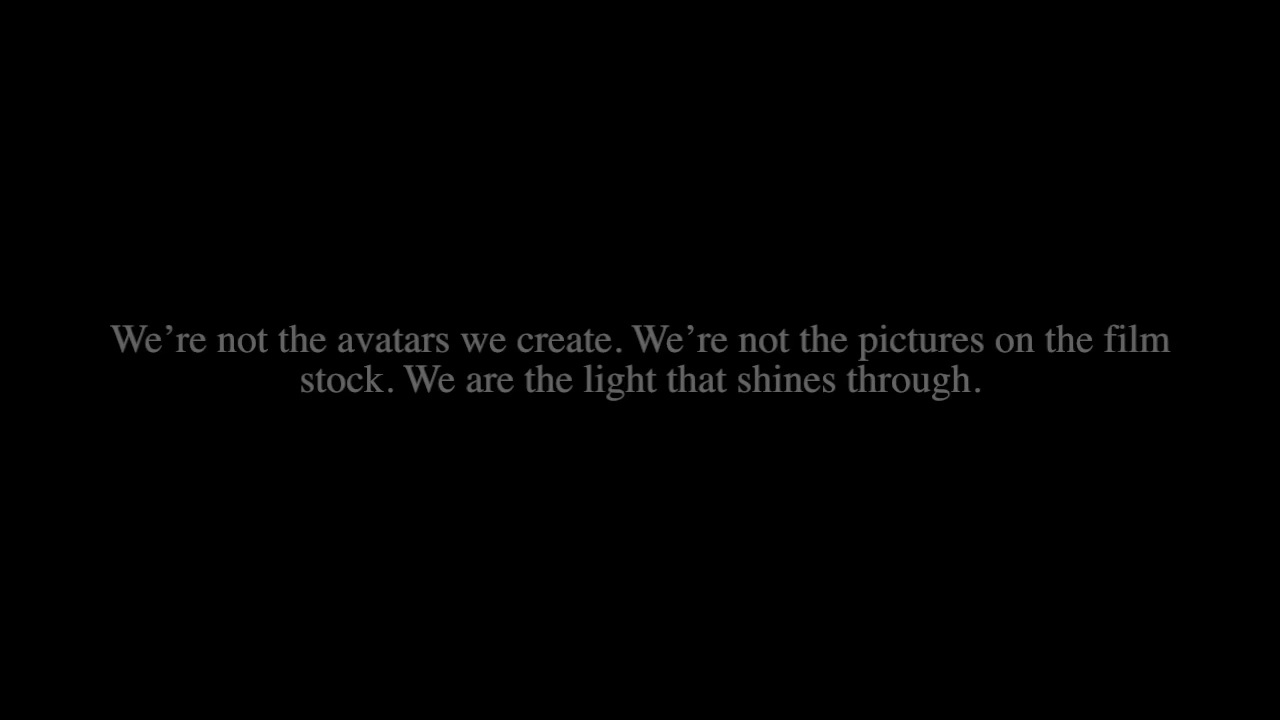 We’re not the avatars we create. We’re not the pictures on the film
stock. We are the light that shines through.